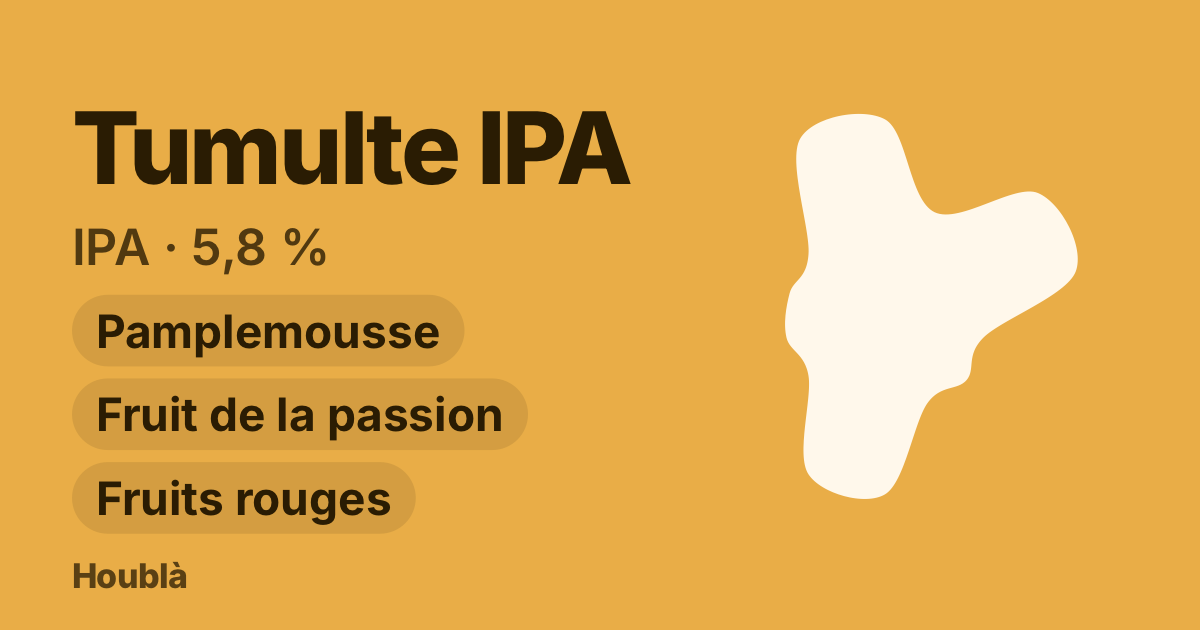 Tumulte IPA
IPA · 5,8 %
Pamplemousse
Fruit de la passion
Fruits rouges
Houblà